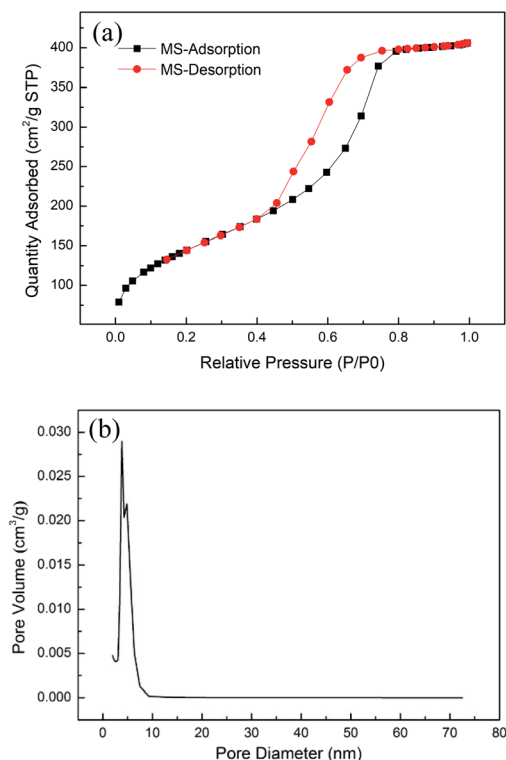 (a)
MS-Adsorption
MS-Desorption
Quantity Adsorbed (cm²/g STP)
400
350
300
250
200
150
100
0.0 0.2 0.4 0.6 0.8 1.0
Relative Pressure (P/P0)
(b)
Pore Volume (cm³/g)
0.030
0.025
0.020
0.015
0.010
0.005
0.000
0 10 20 30 40 50 60 70 80
Pore Diameter (nm)